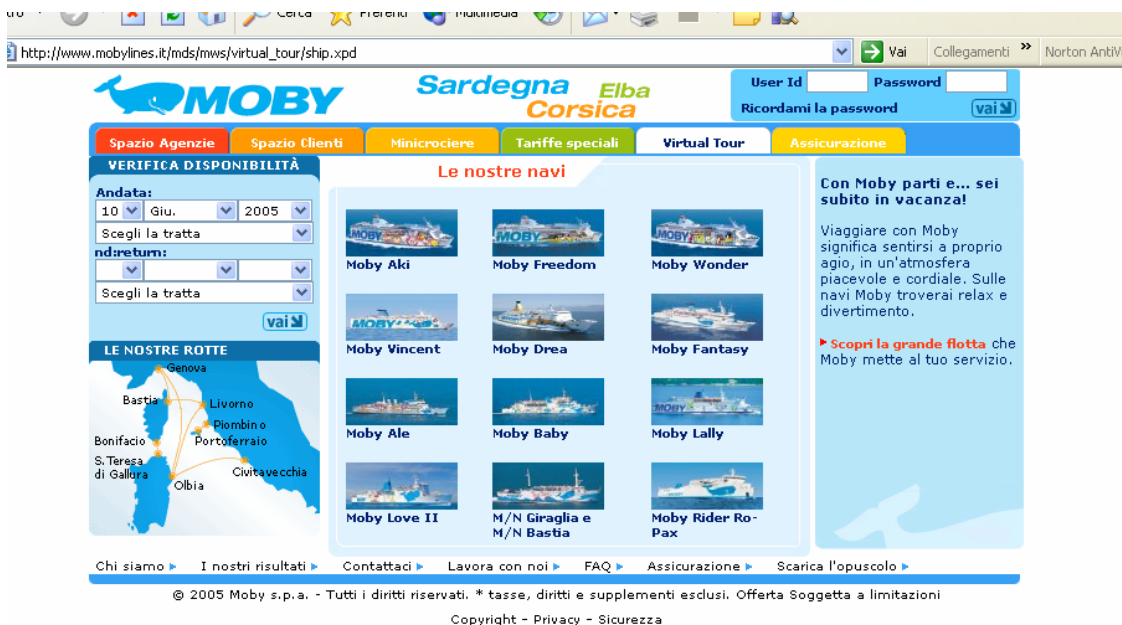 Cerca Preferiti Multimedia
http://www.mobylines.it/mds/mws/virtual_tour/ship.xpd Vai Collegamenti » Norton AntiVi
MOBY
Sardegna Elba
Corsica
User Id Password
Ricordami la password vai
Spazio Agenzie Spazio Clienti Minicrociere Tariffe speciali Virtual Tour Assicurazione
VERIFICA DISPONIBILITÀ
Andata:
10 Giu. 2005
Scegli la tratta
nd:return:
Scegli la tratta
vai
LE NOSTRE ROTTE
Genova
Bastia
Livorno
Piombino
Bonifacio
Portoferraio
S. Teresa
di Gallura
Civitavecchia
Olbia
Le nostre navi
MOBY MOBY MOBY
Moby Aki Moby Freedom Moby Wonder
MOBY
Moby Vincent Moby Drea Moby Fantasy
MOBY
Moby Ale Moby Baby Moby Lally
Moby Love II M/N Giraglia e Moby Rider Ro-
M/N Bastia Pax
Con Moby parti e... sei
subito in vacanza!
Viaggiare con Moby
significa sentirsi a proprio
agio, in un'atmosfera
piacevole e cordiale. Sulle
navi Moby troverai relax e
divertimento.
Scopri la grande flotta che
Moby mette al tuo servizio.
Chi siamo I nostri risultati Contattaci Lavora con noi FAQ Assicurazione Scarica l'opuscolo
© 2005 Moby s.p.a. - Tutti i diritti riservati. * tasse, diritti e supplementi esclusi. Offerta Soggetta a limitazioni
Copyright - Privacy - Sicurezza